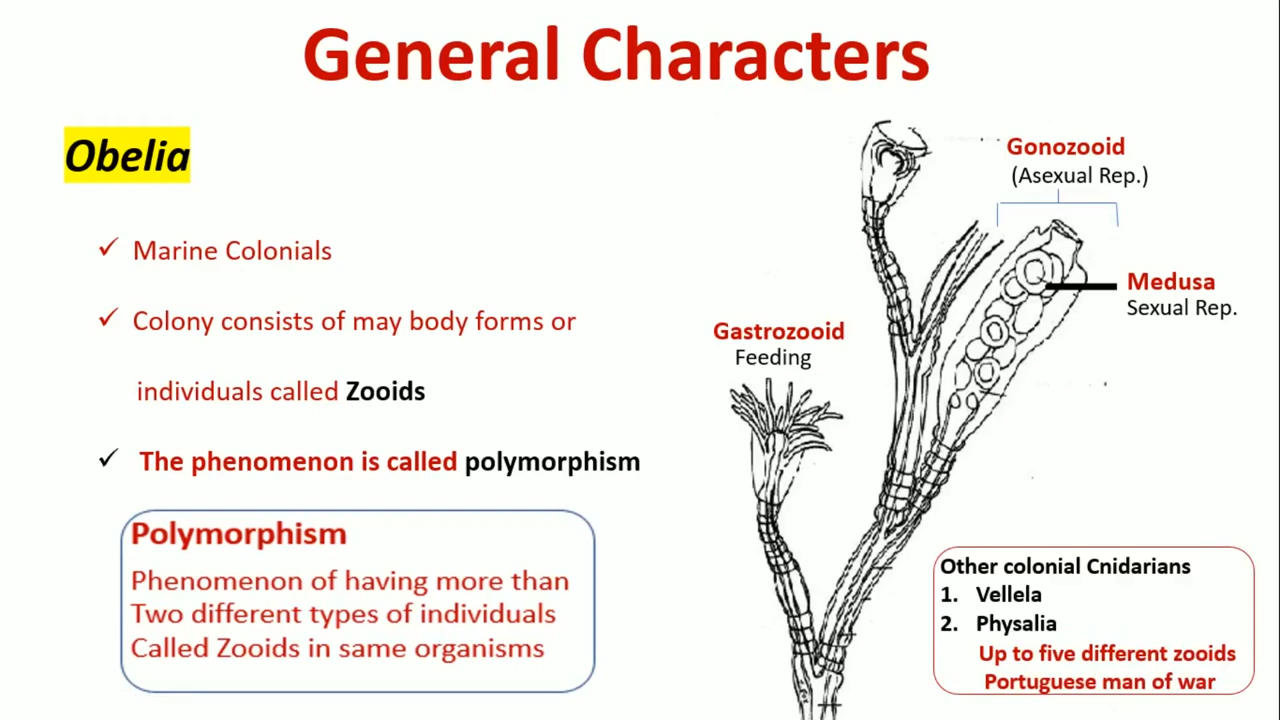 General Characters
Obelia
✓ Marine Colonials
✓ Colony consists of may body forms or
individuals called Zooids
✓ The phenomenon is called polymorphism
Polymorphism
Phenomenon of having more than
Two different types of individuals
Called Zooids in same organisms
Gonozooid
(Asexual Rep.)
Medusa
Sexual Rep.
Gastrozooid
Feeding
Other colonial Cnidarians
1. Vellela
2. Physalia
Up to five different zooids
Portuguese man of war